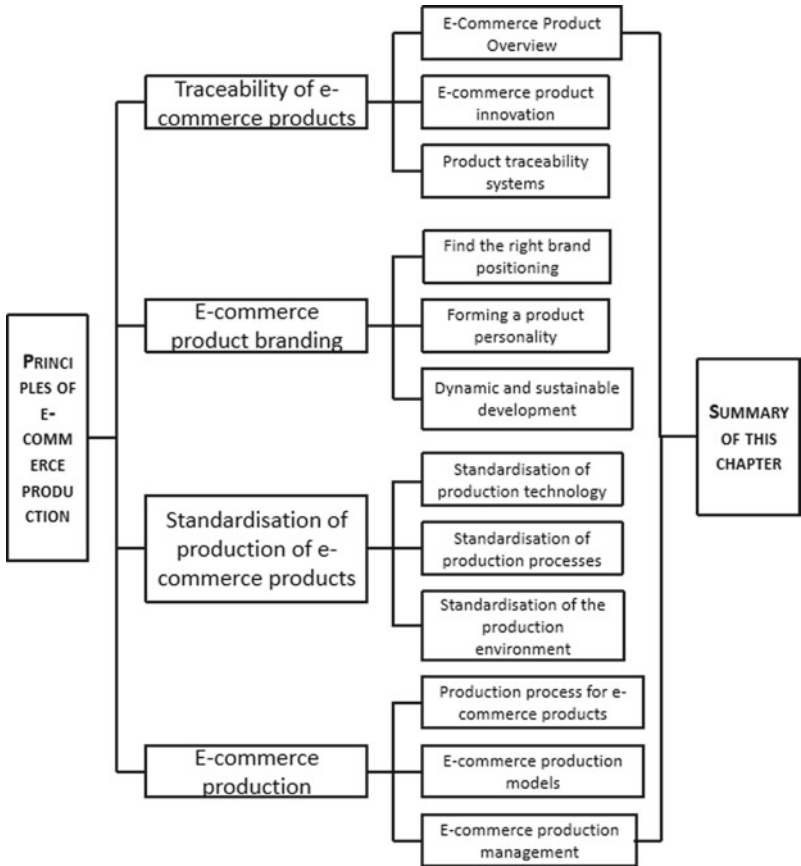 PRINCI
PLES OF
E-
COMM
ERCE
PRODU
CTION
Traceability of e-
commerce products
E-Commerce Product
Overview
E-commerce product
innovation
Product traceability
systems
E-commerce
product branding
Find the right brand
positioning
Forming a product
personality
Dynamic and sustainable
development
Standardisation of
production of e-
commerce products
Standardisation of
production technology
Standardisation of
production processes
Standardisation of the
production
environment
E-commerce
production
Production process for e-
commerce products
E-commerce production
models
E-commerce production
management
SUMMARY
OF THIS
CHAPTER